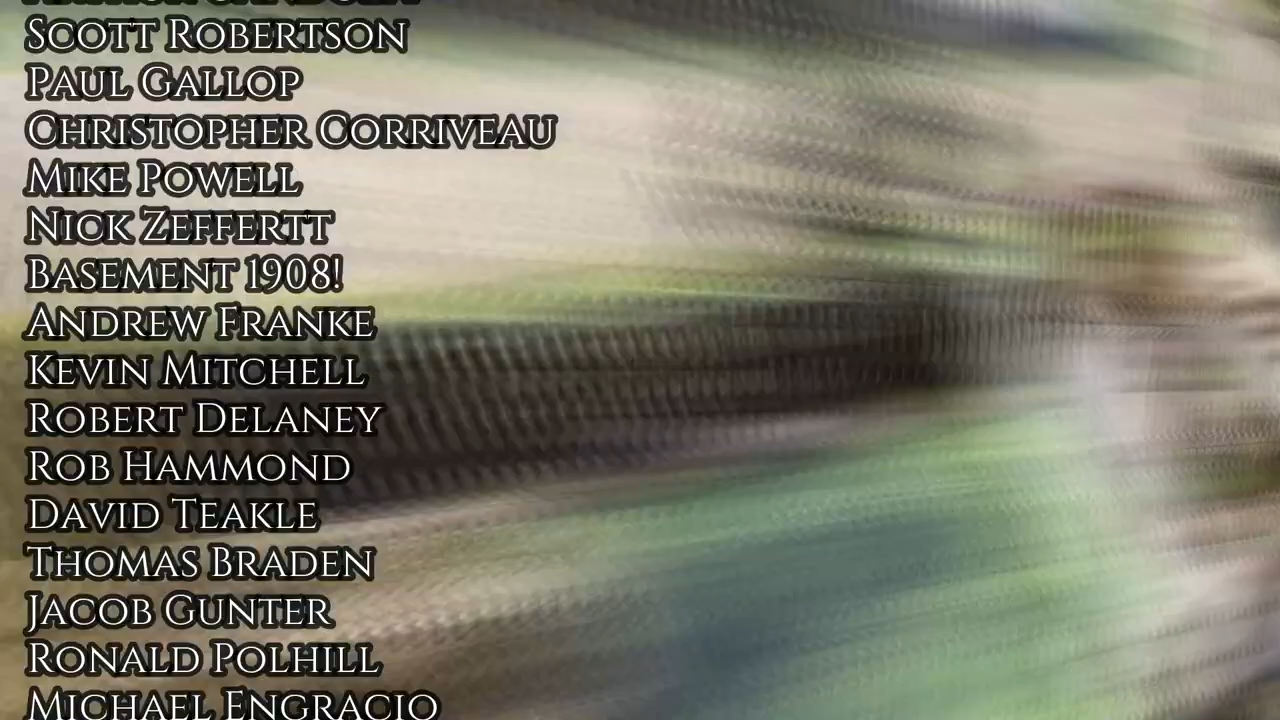 Scott Robertson
Paul Gallop
Christopher Corriveau
Mike Powell
Nick Zeffertt
Basement 1908!
Andrew Franke
Kevin Mitchell
Robert Delaney
Rob Hammond
David Teakle
Thomas Braden
Jacob Gunter
Ronald Polhill
Michael Engracio